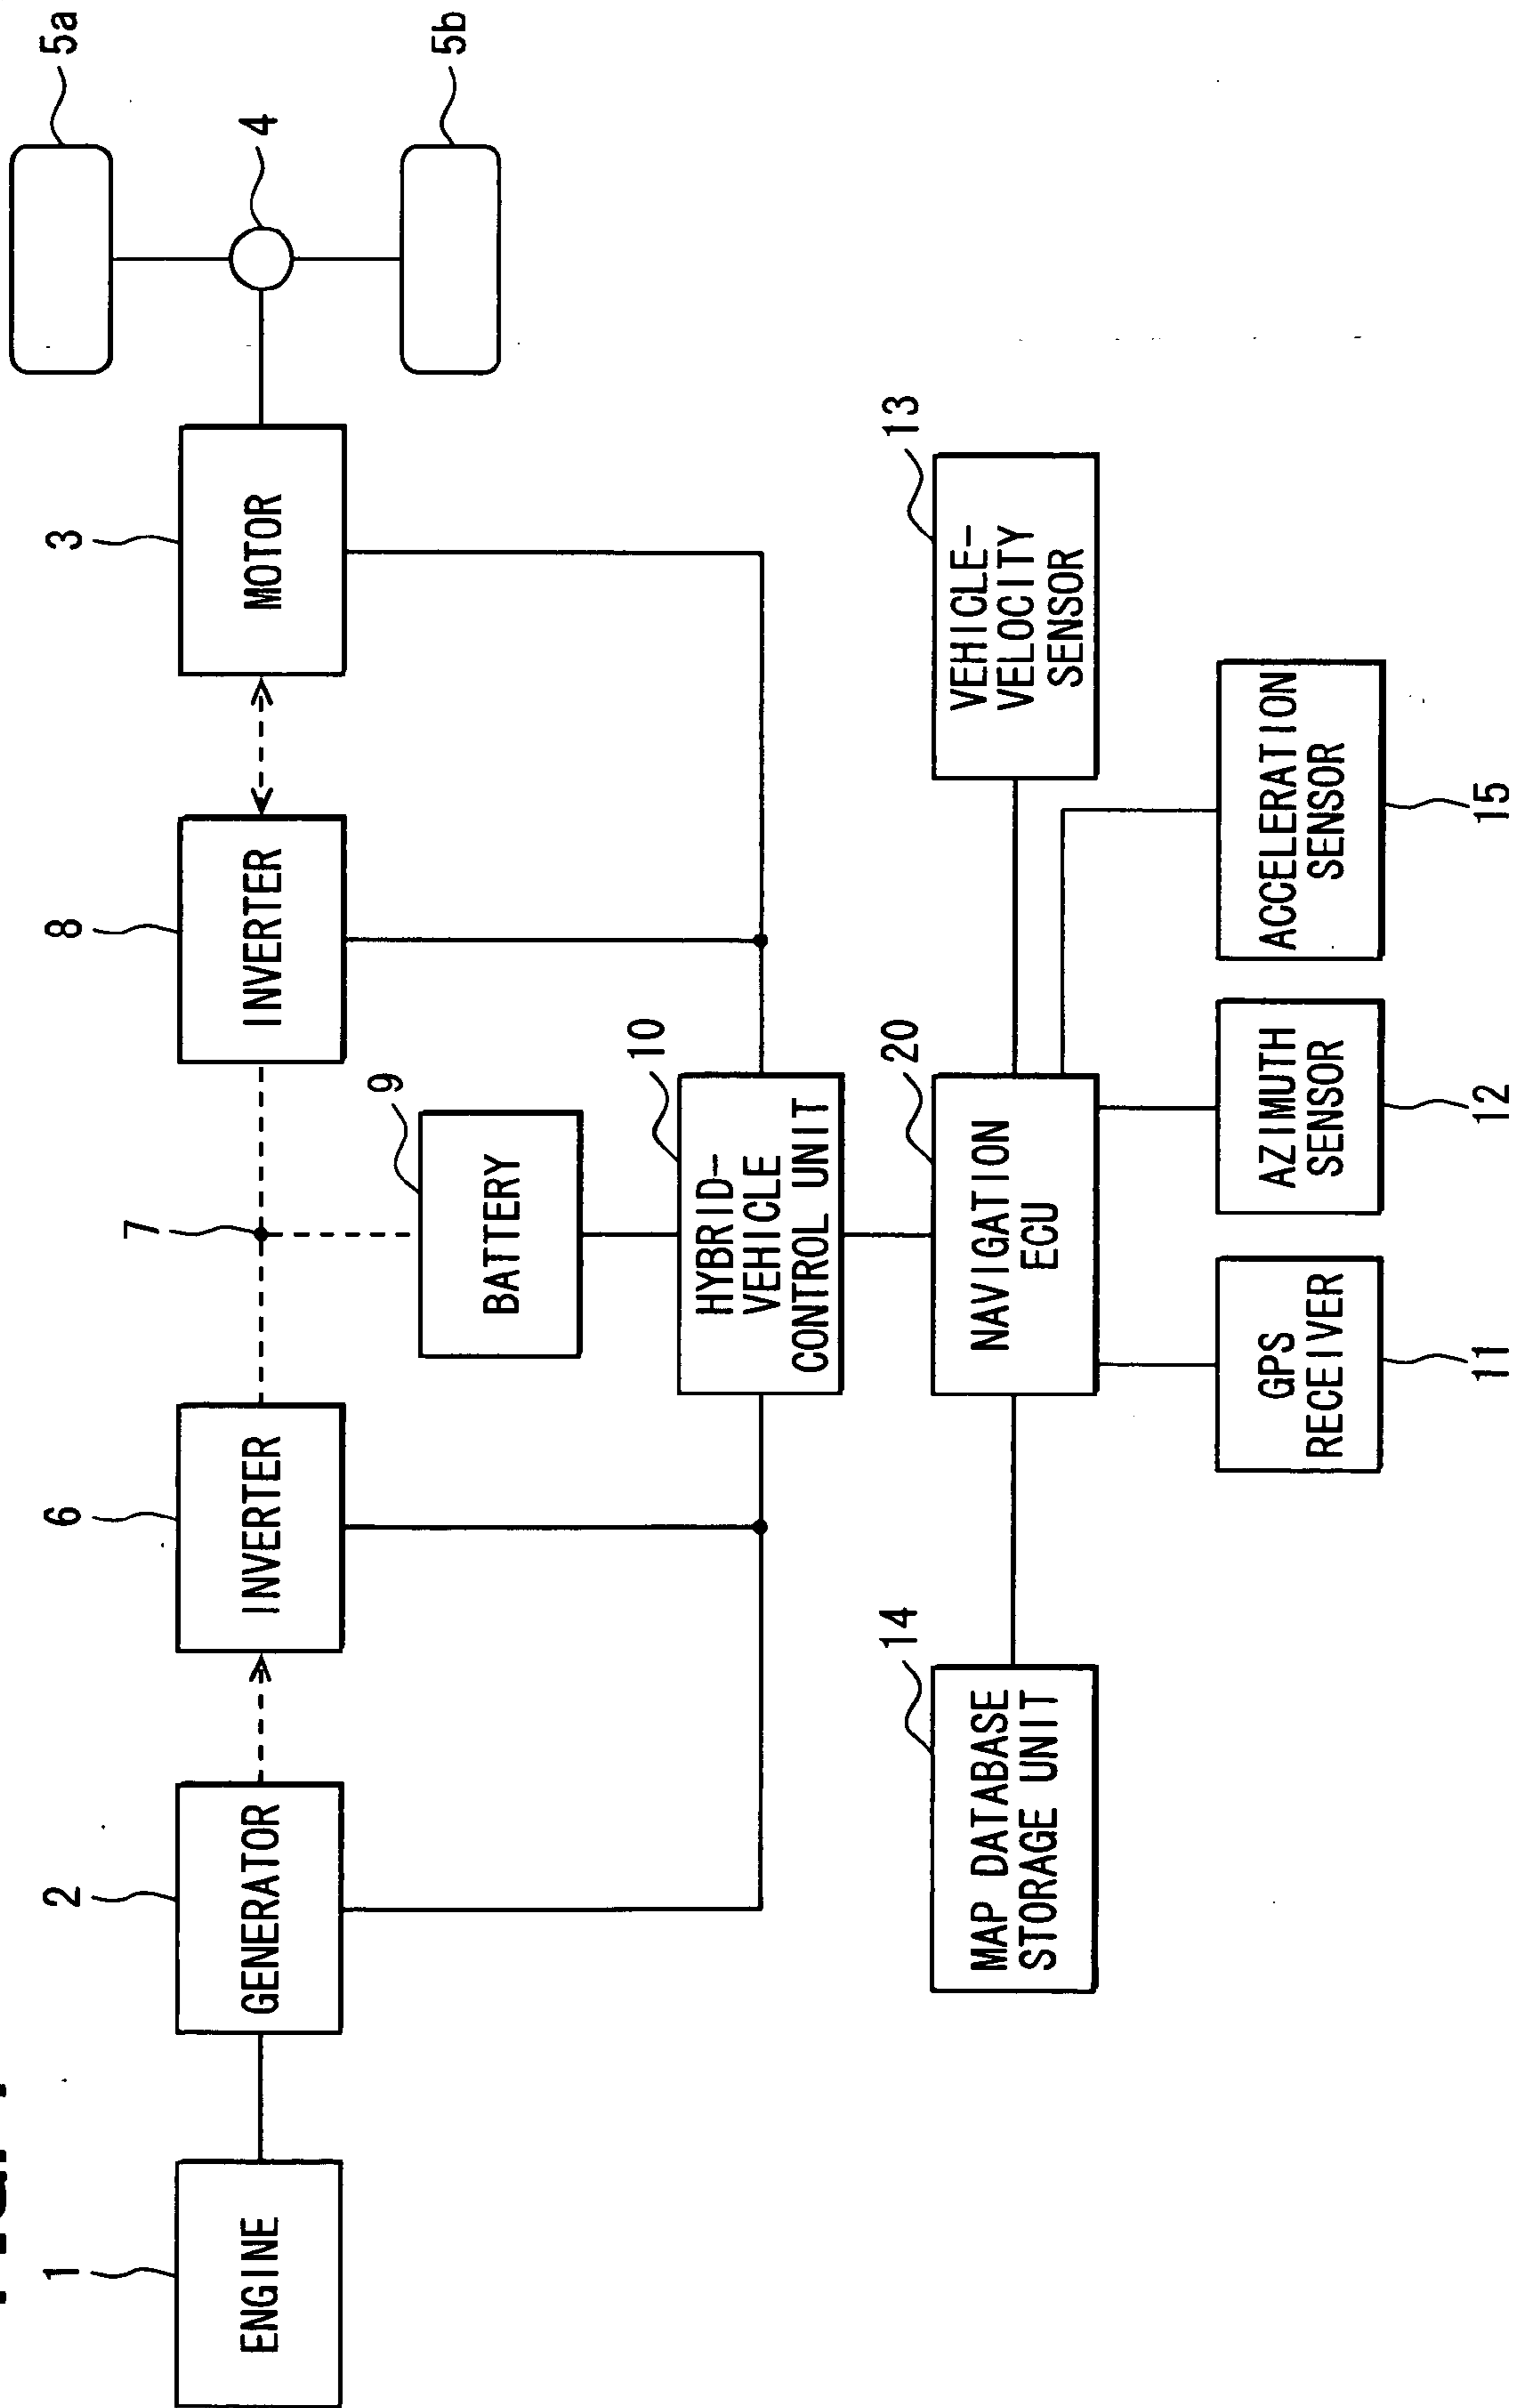 1
2
6
7
8
3
4
5a
5b
ENGINE
GENERATOR
INVERTER
INVERTER
MOTOR
9
BATTERY
10
HYBRID-
VEHICLE
CONTROL UNIT
14
MAP DATABASE
STORAGE UNIT
20
NAVIGATION
ECU
13
VEHICLE-
VELOCITY
SENSOR
GPS
RECEIVER
AZIMUTH
SENSOR
ACCELERATION
SENSOR
11
12
15